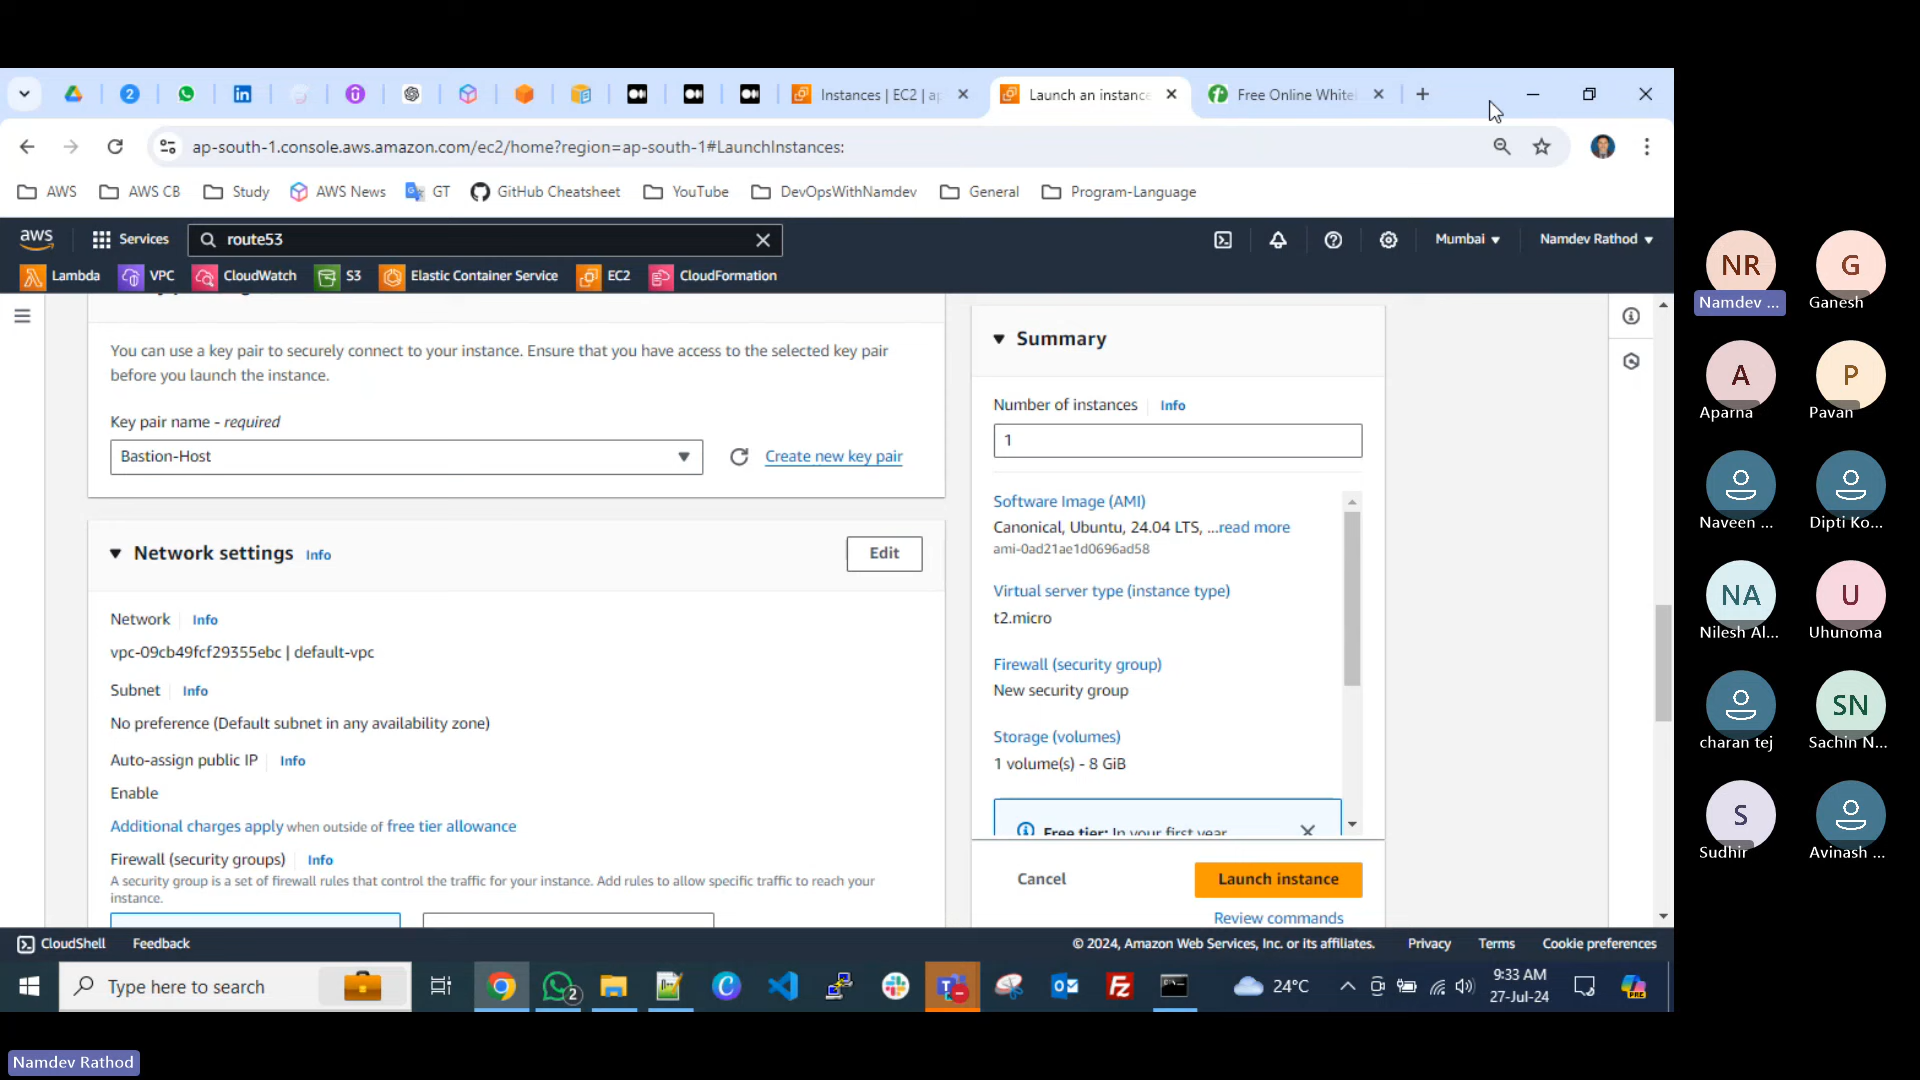 2
Instances | EC2 | ap
Launch an instance
Free Online White
ap-south-1.console.aws.amazon.com/ec2/home?region=ap-south-1#LaunchInstances:
AWS
AWS CB
Study
AWS News
GT
GitHub Cheatsheet
YouTube
DevOpsWithNamdev
General
Program-Language
aws
Services
route53
Mumbai
Namdev Rathod
Lambda
VPC
CloudWatch
S3
Elastic Container Service
EC2
CloudFormation
You can use a key pair to securely connect to your instance. Ensure that you have access to the selected key pair
before you launch the instance.
Key pair name - required
Bastion-Host
Create new key pair
Network settings Info
Edit
Network Info
vpc-09cb49fcf29355ebc | default-vpc
Subnet Info
No preference (Default subnet in any availability zone)
Auto-assign public IP Info
Enable
Additional charges apply when outside of free tier allowance
Firewall (security groups) Info
A security group is a set of firewall rules that control the traffic for your instance. Add rules to allow specific traffic to reach your
instance.
Summary
Number of instances Info
1
Software Image (AMI)
Canonical, Ubuntu, 24.04 LTS, ...read more
ami-0ad21ae1d0696ad58
Virtual server type (instance type)
t2.micro
Firewall (security group)
New security group
Storage (volumes)
1 volume(s) - 8 GiB
Free tier: In your first year
Cancel
Launch instance
Review commands
CloudShell
Feedback
© 2024, Amazon Web Services, Inc. or its affiliates.
Privacy
Terms
Cookie preferences
Type here to search
2
24°C
9:33 AM
27-Jul-24
PRE
NR
Namdev ...
G
Ganesh
A
Aparna
P
Pavan
Naveen ...
Dipti Ko...
NA
Nilesh Al...
U
Uhunoma
charan tej
SN
Sachin N...
S
Sudhir
Avinash ...
Namdev Rathod